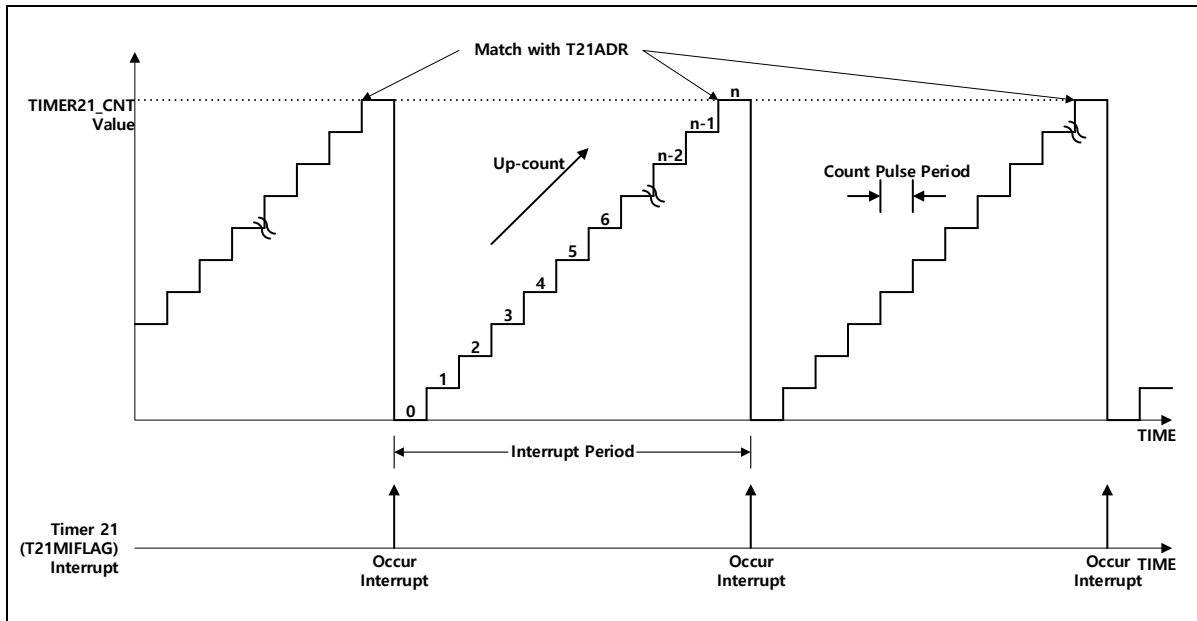 Match with T21ADR
TIMER21_CNT
Value
n
n-1
n-2
Up-count
Count Pulse Period
6
5
4
3
2
1
0
TIME
Interrupt Period
Timer 21
(T21MIFLAG)
Interrupt
Occur
Interrupt
Occur
Interrupt
Occur
Interrupt
TIME